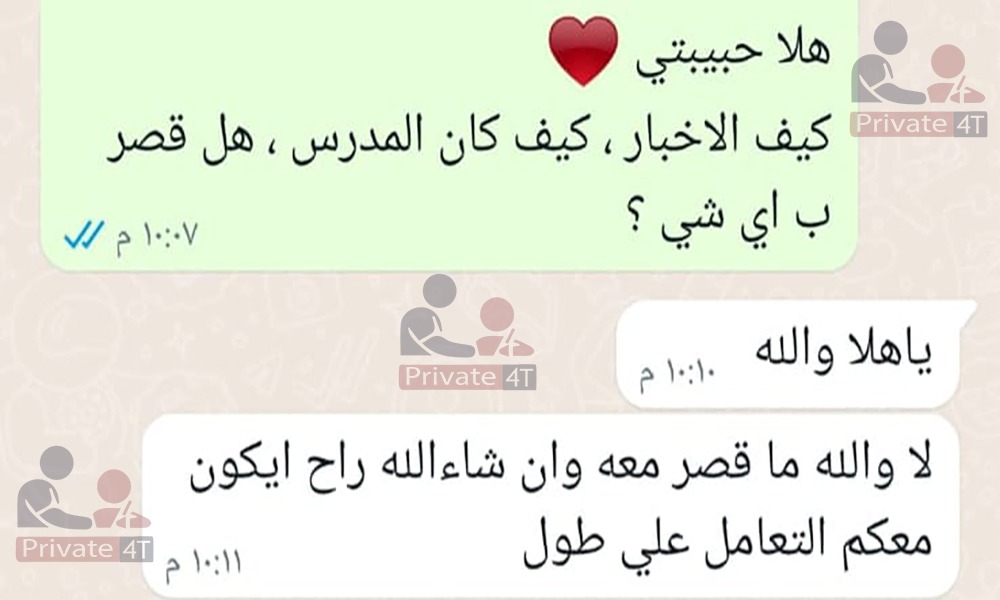 هلا حبيبتي ❤
كيف الاخبار ، كيف كان المدرس ، هل قصر
ب اي شي ؟
١٠:٠٧ م
Private 4T
ياهلا والله
١٠:١٠ م
Private 4T
لا والله ما قصر معه وان شاءالله راح ايكون
معكم التعامل علي طول
١٠:١١ م
Private 4T